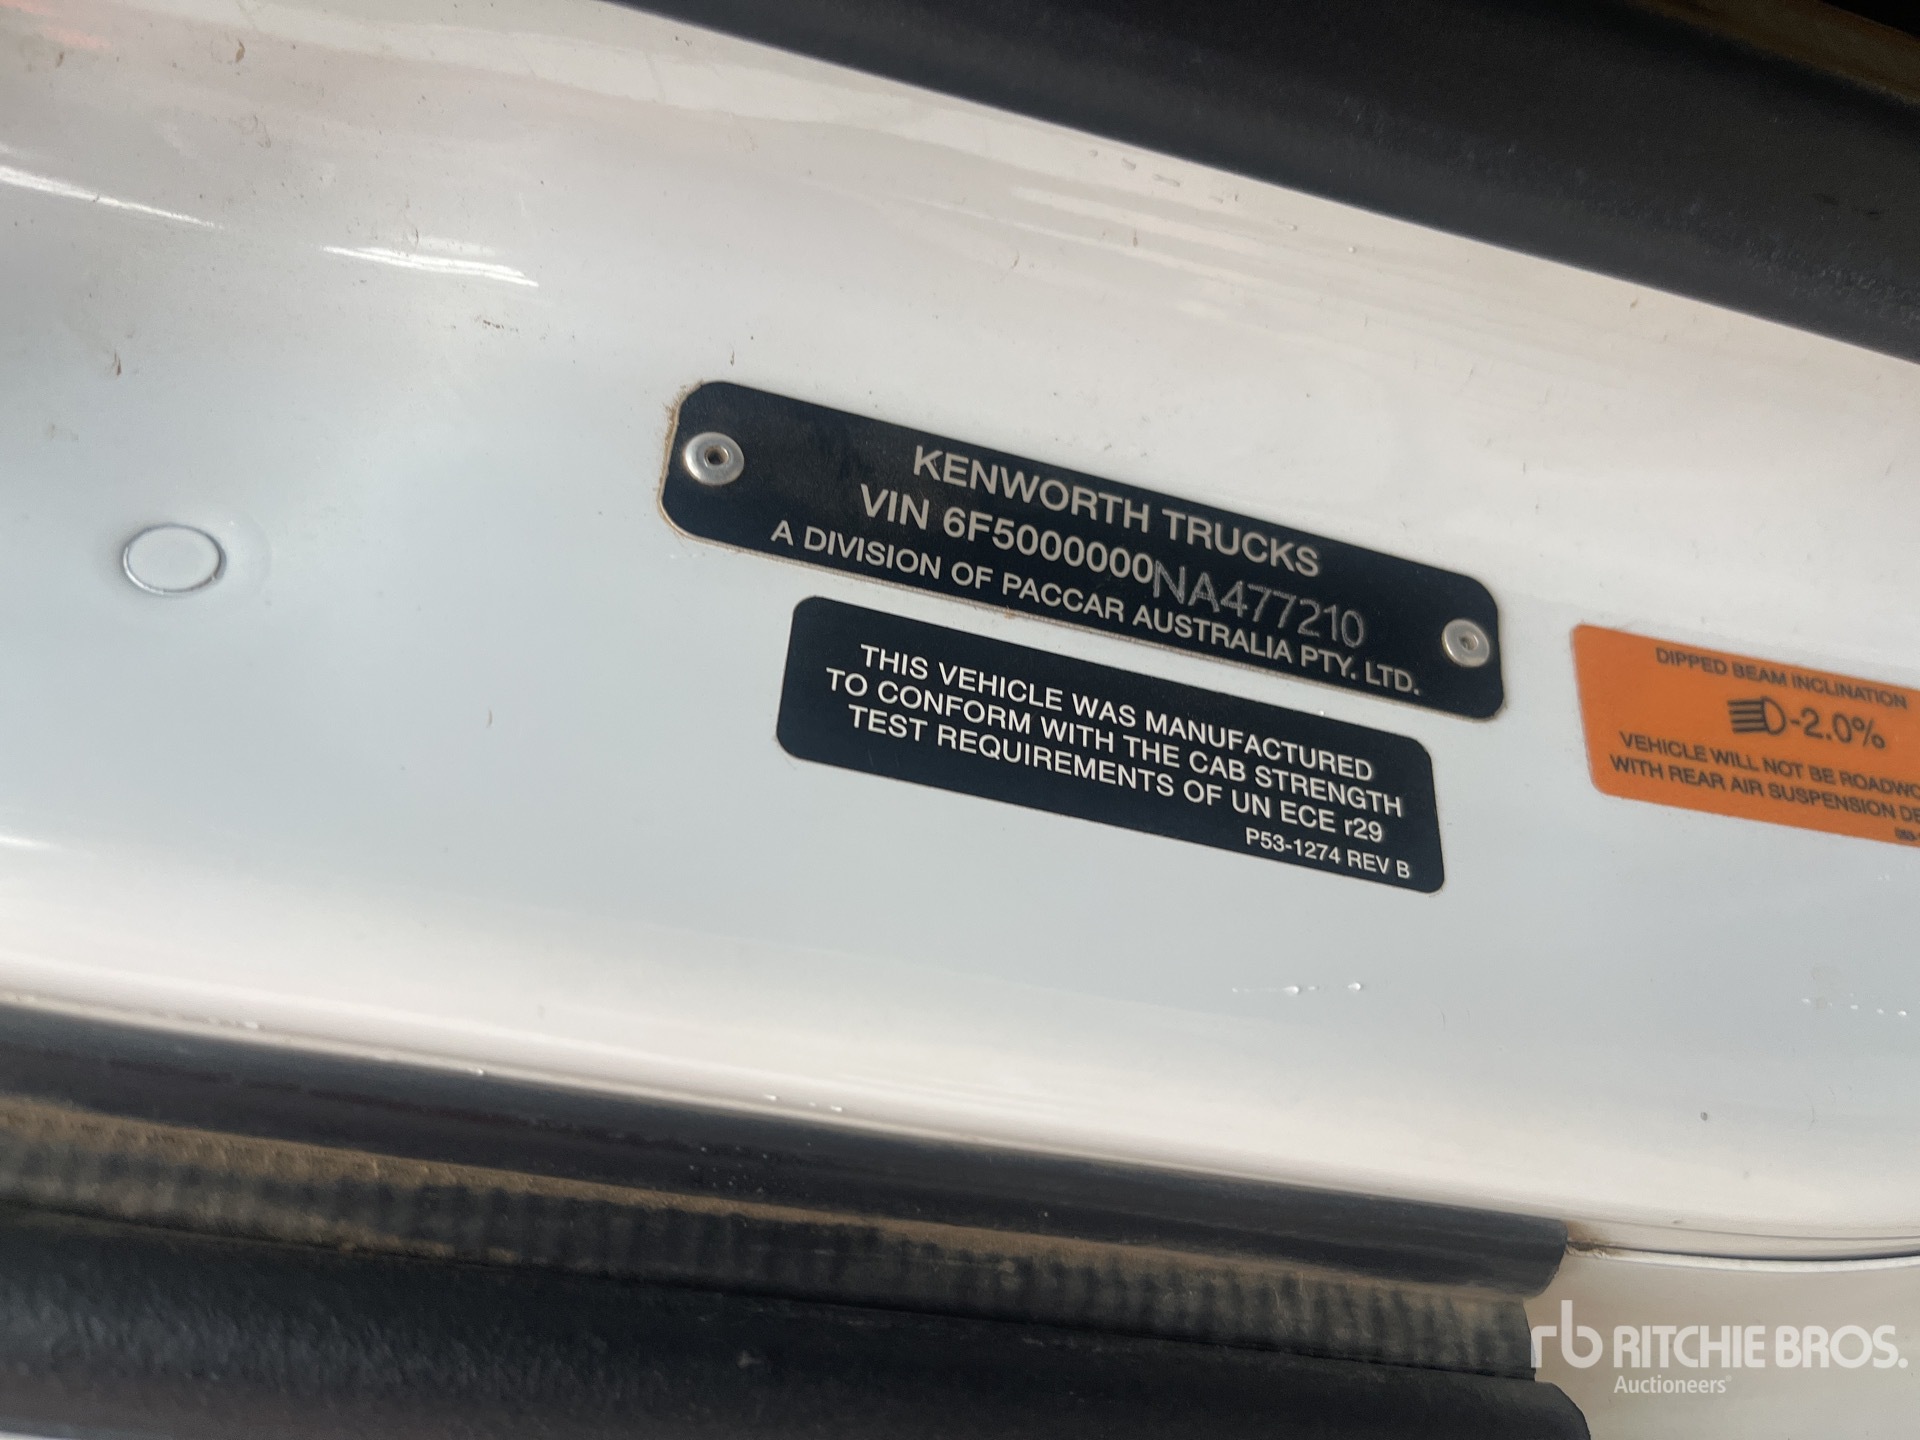 KENWORTH TRUCKS
VIN 6F5000000NA477210
A DIVISION OF PACCAR AUSTRALIA PTY. LTD.
THIS VEHICLE WAS MANUFACTURED
TO CONFORM WITH THE CAB STRENGTH
TEST REQUIREMENTS OF UN ECE r29
P53-1274 REV B
DIPPED BEAM INCLINATION
-2.0%
VEHICLE WILL NOT BE
WITH REAR AIR SUSPENSION
rb RITCHIE BROS.
Auctioneers